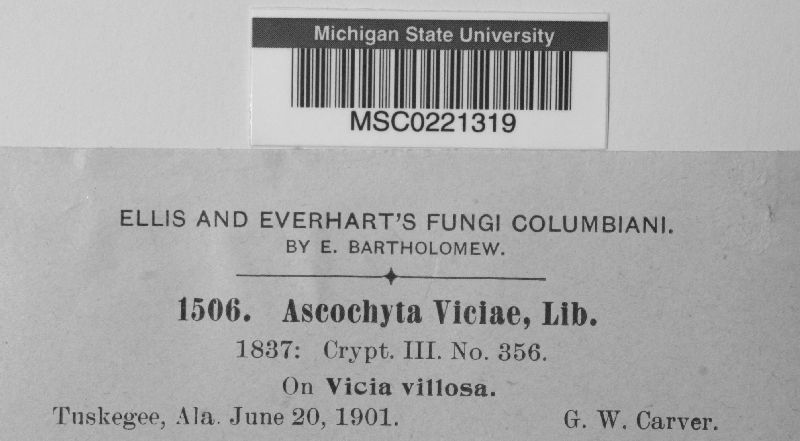 Michigan State University
MSC0221319
ELLIS AND EVERHART'S FUNGI COLUMBIANI.
BY E. BARTHOLOMEW.
1506. Ascochyta Viciae, Lib.
1837: Crypt. III. No. 356.
On Vicia villosa.
Tuskegee, Ala. June 20, 1901. G. W. Carver.